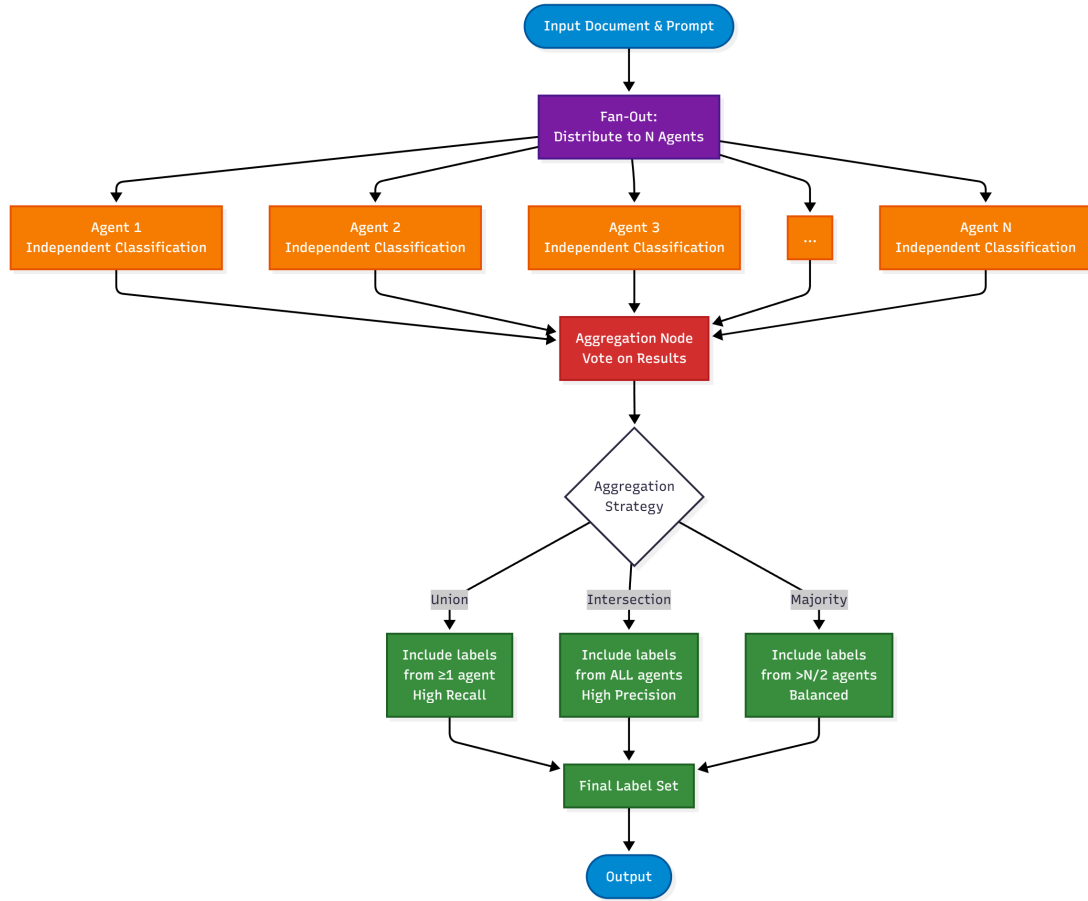 Input Document & Prompt
Fan-Out:
Distribute to N Agents
Agent 1
Independent Classification
Agent 2
Independent Classification
Agent 3
Independent Classification
...
Agent N
Independent Classification
Aggregation Node
Vote on Results
Aggregation
Strategy
Union
Intersection
Majority
Include labels
from ≥1 agent
High Recall
Include labels
from ALL agents
High Precision
Include labels
from >N/2 agents
Balanced
Final Label Set
Output